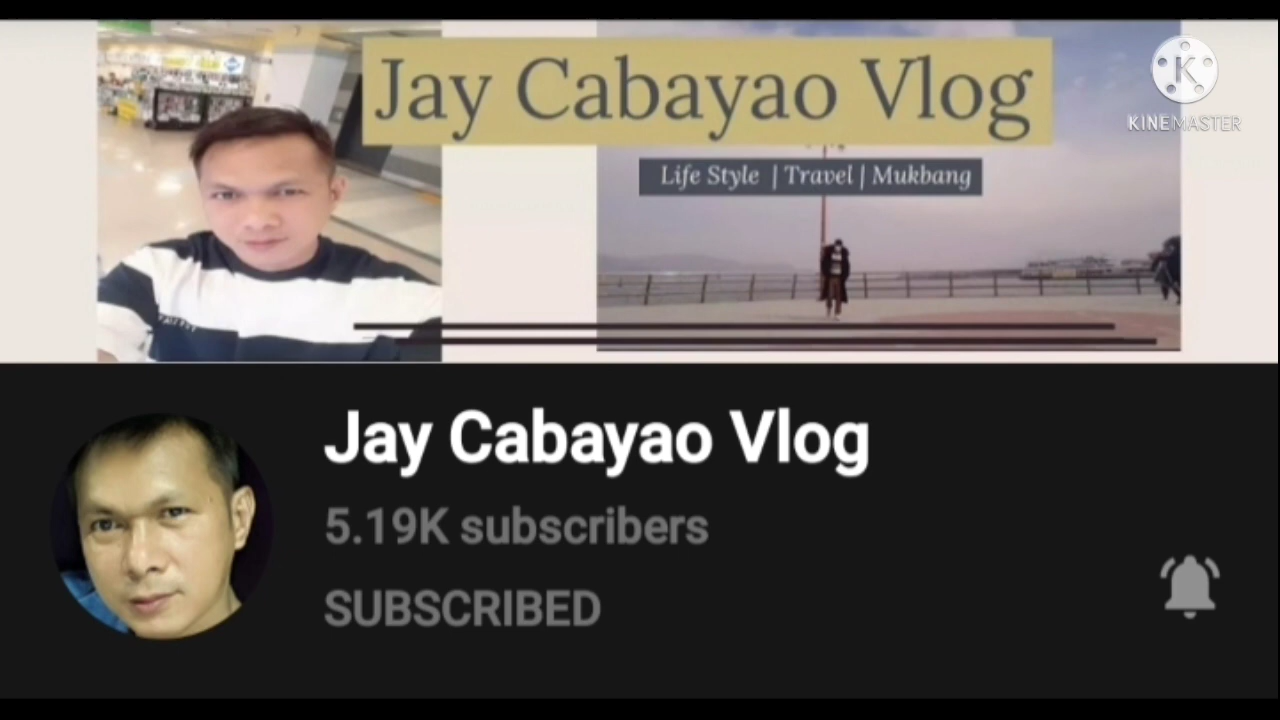 Jay Cabayao Vlog
K
KINEMASTER
Life Style | Travel | Mukbang
Jay Cabayao Vlog
5.19K subscribers
SUBSCRIBED